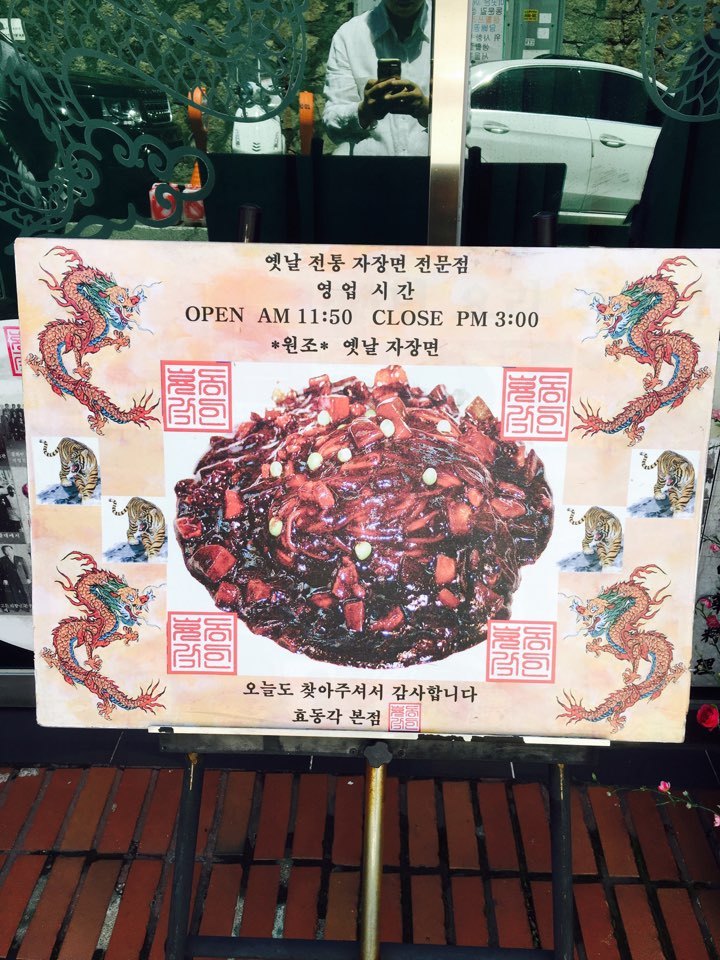 옛날 전통 자장면 전문점
영 업 시 간
OPEN AM 11:50 CLOSE PM 3:00
*원조* 옛날 자장면
오늘도 찾아주셔서 감사합니다
효동각 본점